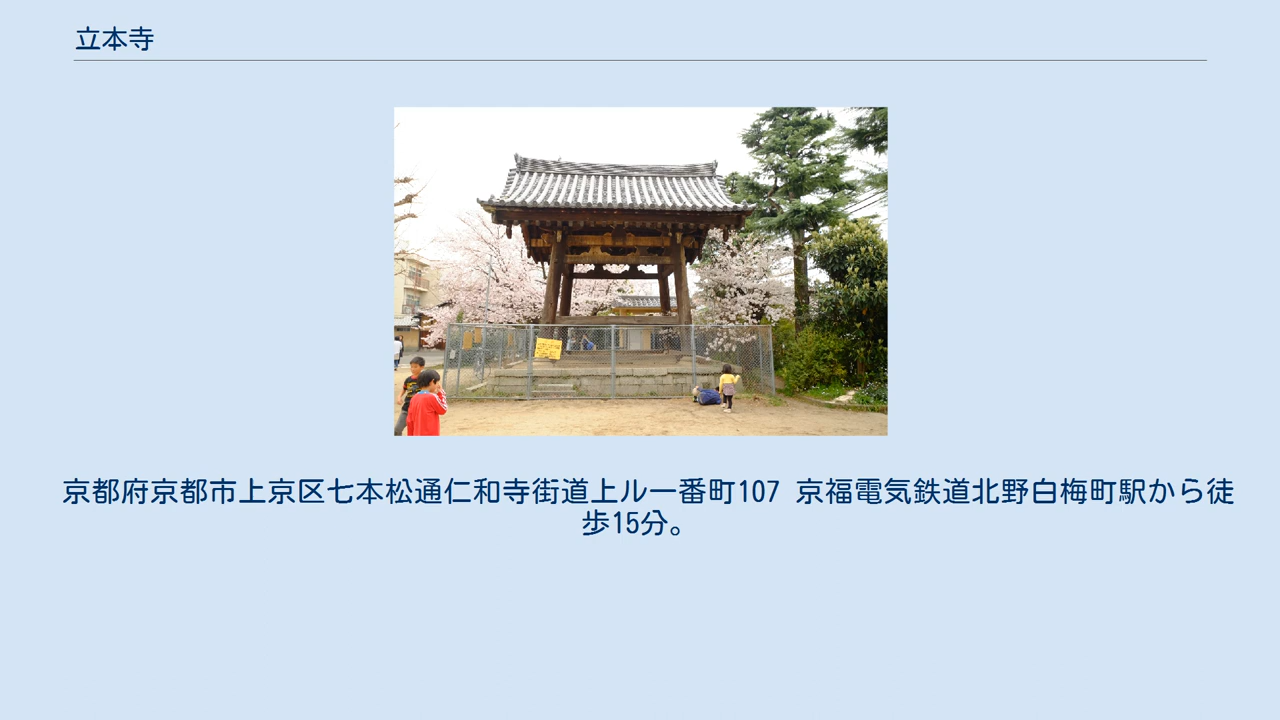 立本寺
京都府京都市上京区七本松通仁和寺街道上ル一番町107 京福電気鉄道北野白梅町駅から徒
歩15分。